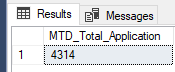 Results Messages
MTD_Total_Application
1 4314